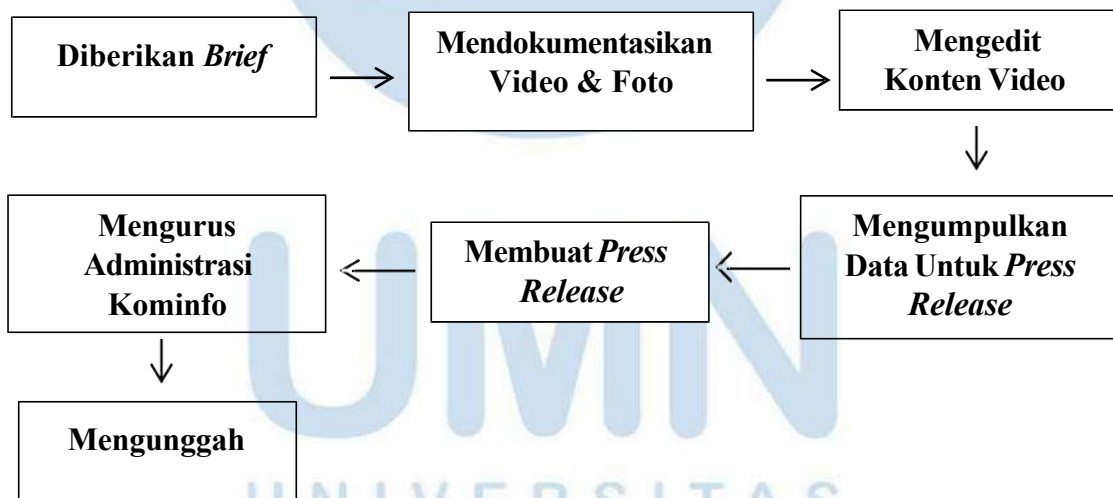 Diberikan Brief
Mendokumentasikan
Video & Foto
Mengedit
Konten Video
Mengumpulkan
Data Untuk Press
Release
Membuat Press
Release
Mengurus
Administrasi
Kominfo
Mengunggah
UMN
UNIVERSITAS